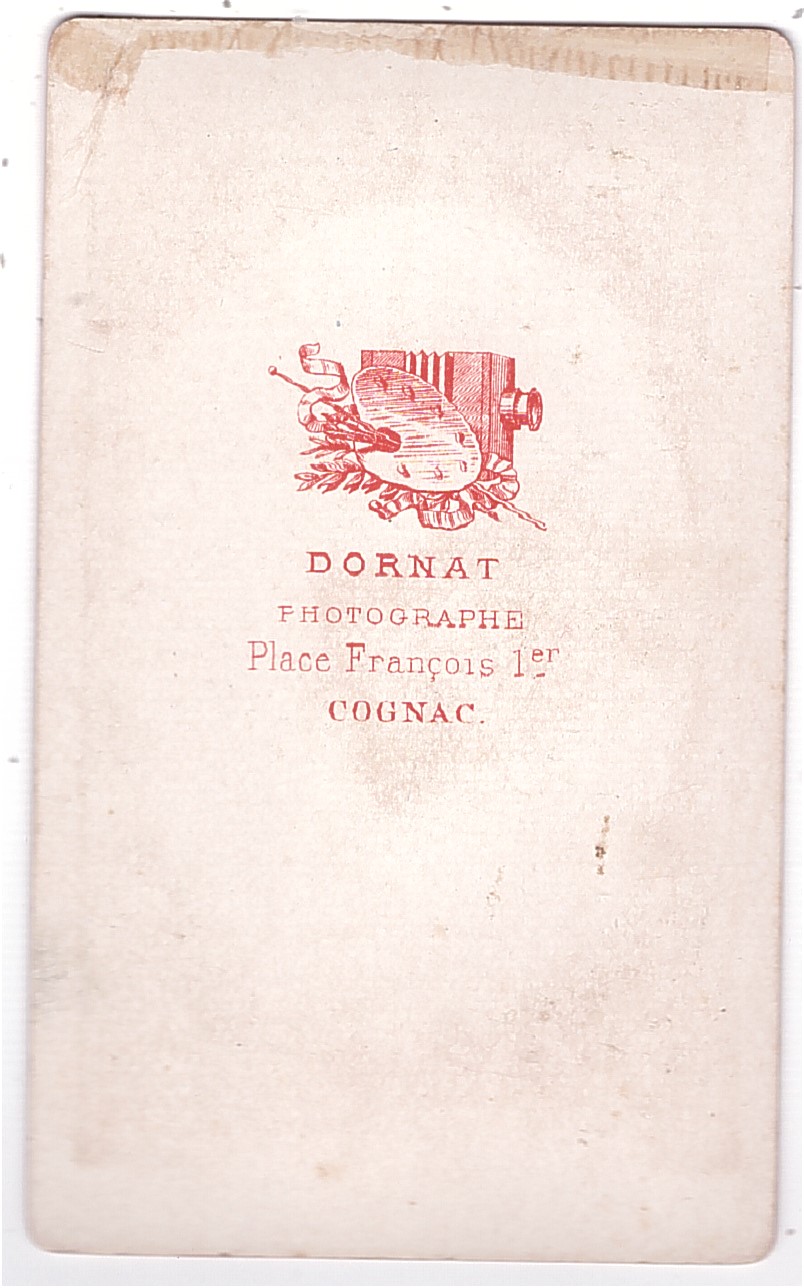 DORNAT
PHOTOGRAPHE
Place François 1er
COGNAC.